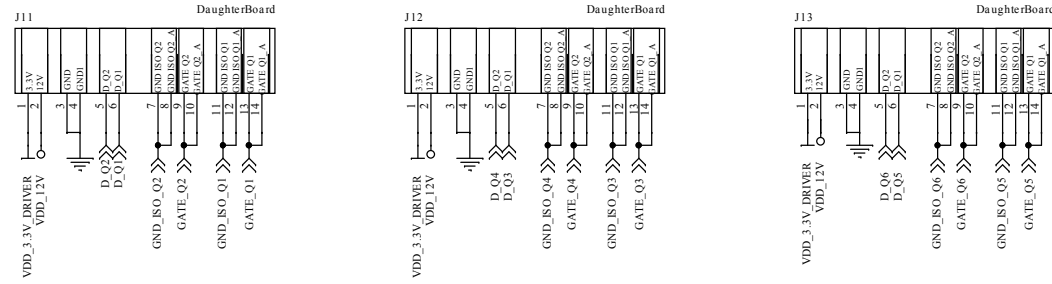 DaughterBoard
J11
3.3V
12V
GND
GND1
D_Q2
D_Q1
GND ISO Q2
GND ISO Q2_A
GATE Q2
GATE Q2_A
GND ISO Q1
GND ISO Q1_A
GATE Q1
GATE Q1_A
1
2
3
4
5
6
7
8
9
10
11
12
13
14
VDD_3.3V_DRIVER
VDD_12V
D_Q2
D_Q1
GND_ISO_Q2
GATE_Q2
GND_ISO_Q1
GATE_Q1
DaughterBoard
J12
3.3V
12V
GND
GND1
D_Q2
D_Q1
GND ISO Q2
GND ISO Q2_A
GATE Q2
GATE Q2_A
GND ISO Q1
GND ISO Q1_A
GATE Q1
GATE Q1_A
1
2
3
4
5
6
7
8
9
10
11
12
13
14
VDD_3.3V_DRIVER
VDD_12V
D_Q4
D_Q3
GND_ISO_Q4
GATE_Q4
GND_ISO_Q3
GATE_Q3
DaughterBoard
J13
3.3V
12V
GND
GND1
D_Q2
D_Q1
GND ISO Q2
GND ISO Q2_A
GATE Q2
GATE Q2_A
GND ISO Q1
GND ISO Q1_A
GATE Q1
GATE Q1_A
1
2
3
4
5
6
7
8
9
10
11
12
13
14
VDD_3.3V_DRIVER
VDD_12V
D_Q6
D_Q5
GND_ISO_Q6
GATE_Q6
GND_ISO_Q5
GATE_Q5